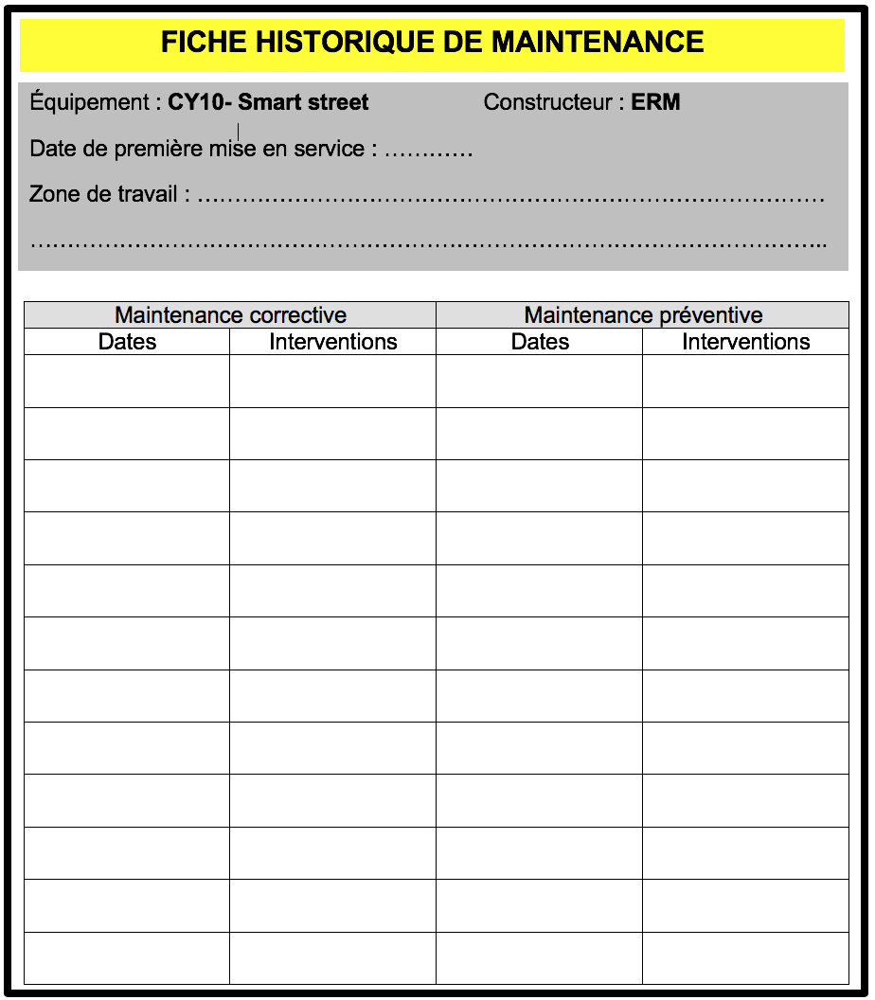 FICHE HISTORIQUE DE MAINTENANCE
Équipement : CY10- Smart street Constructeur : ERM
Date de première mise en service : …………
Zone de travail : …………………………………………………………………………
……………………………………………………………………………………………..
Maintenance corrective Maintenance préventive
Dates Interventions Dates Interventions